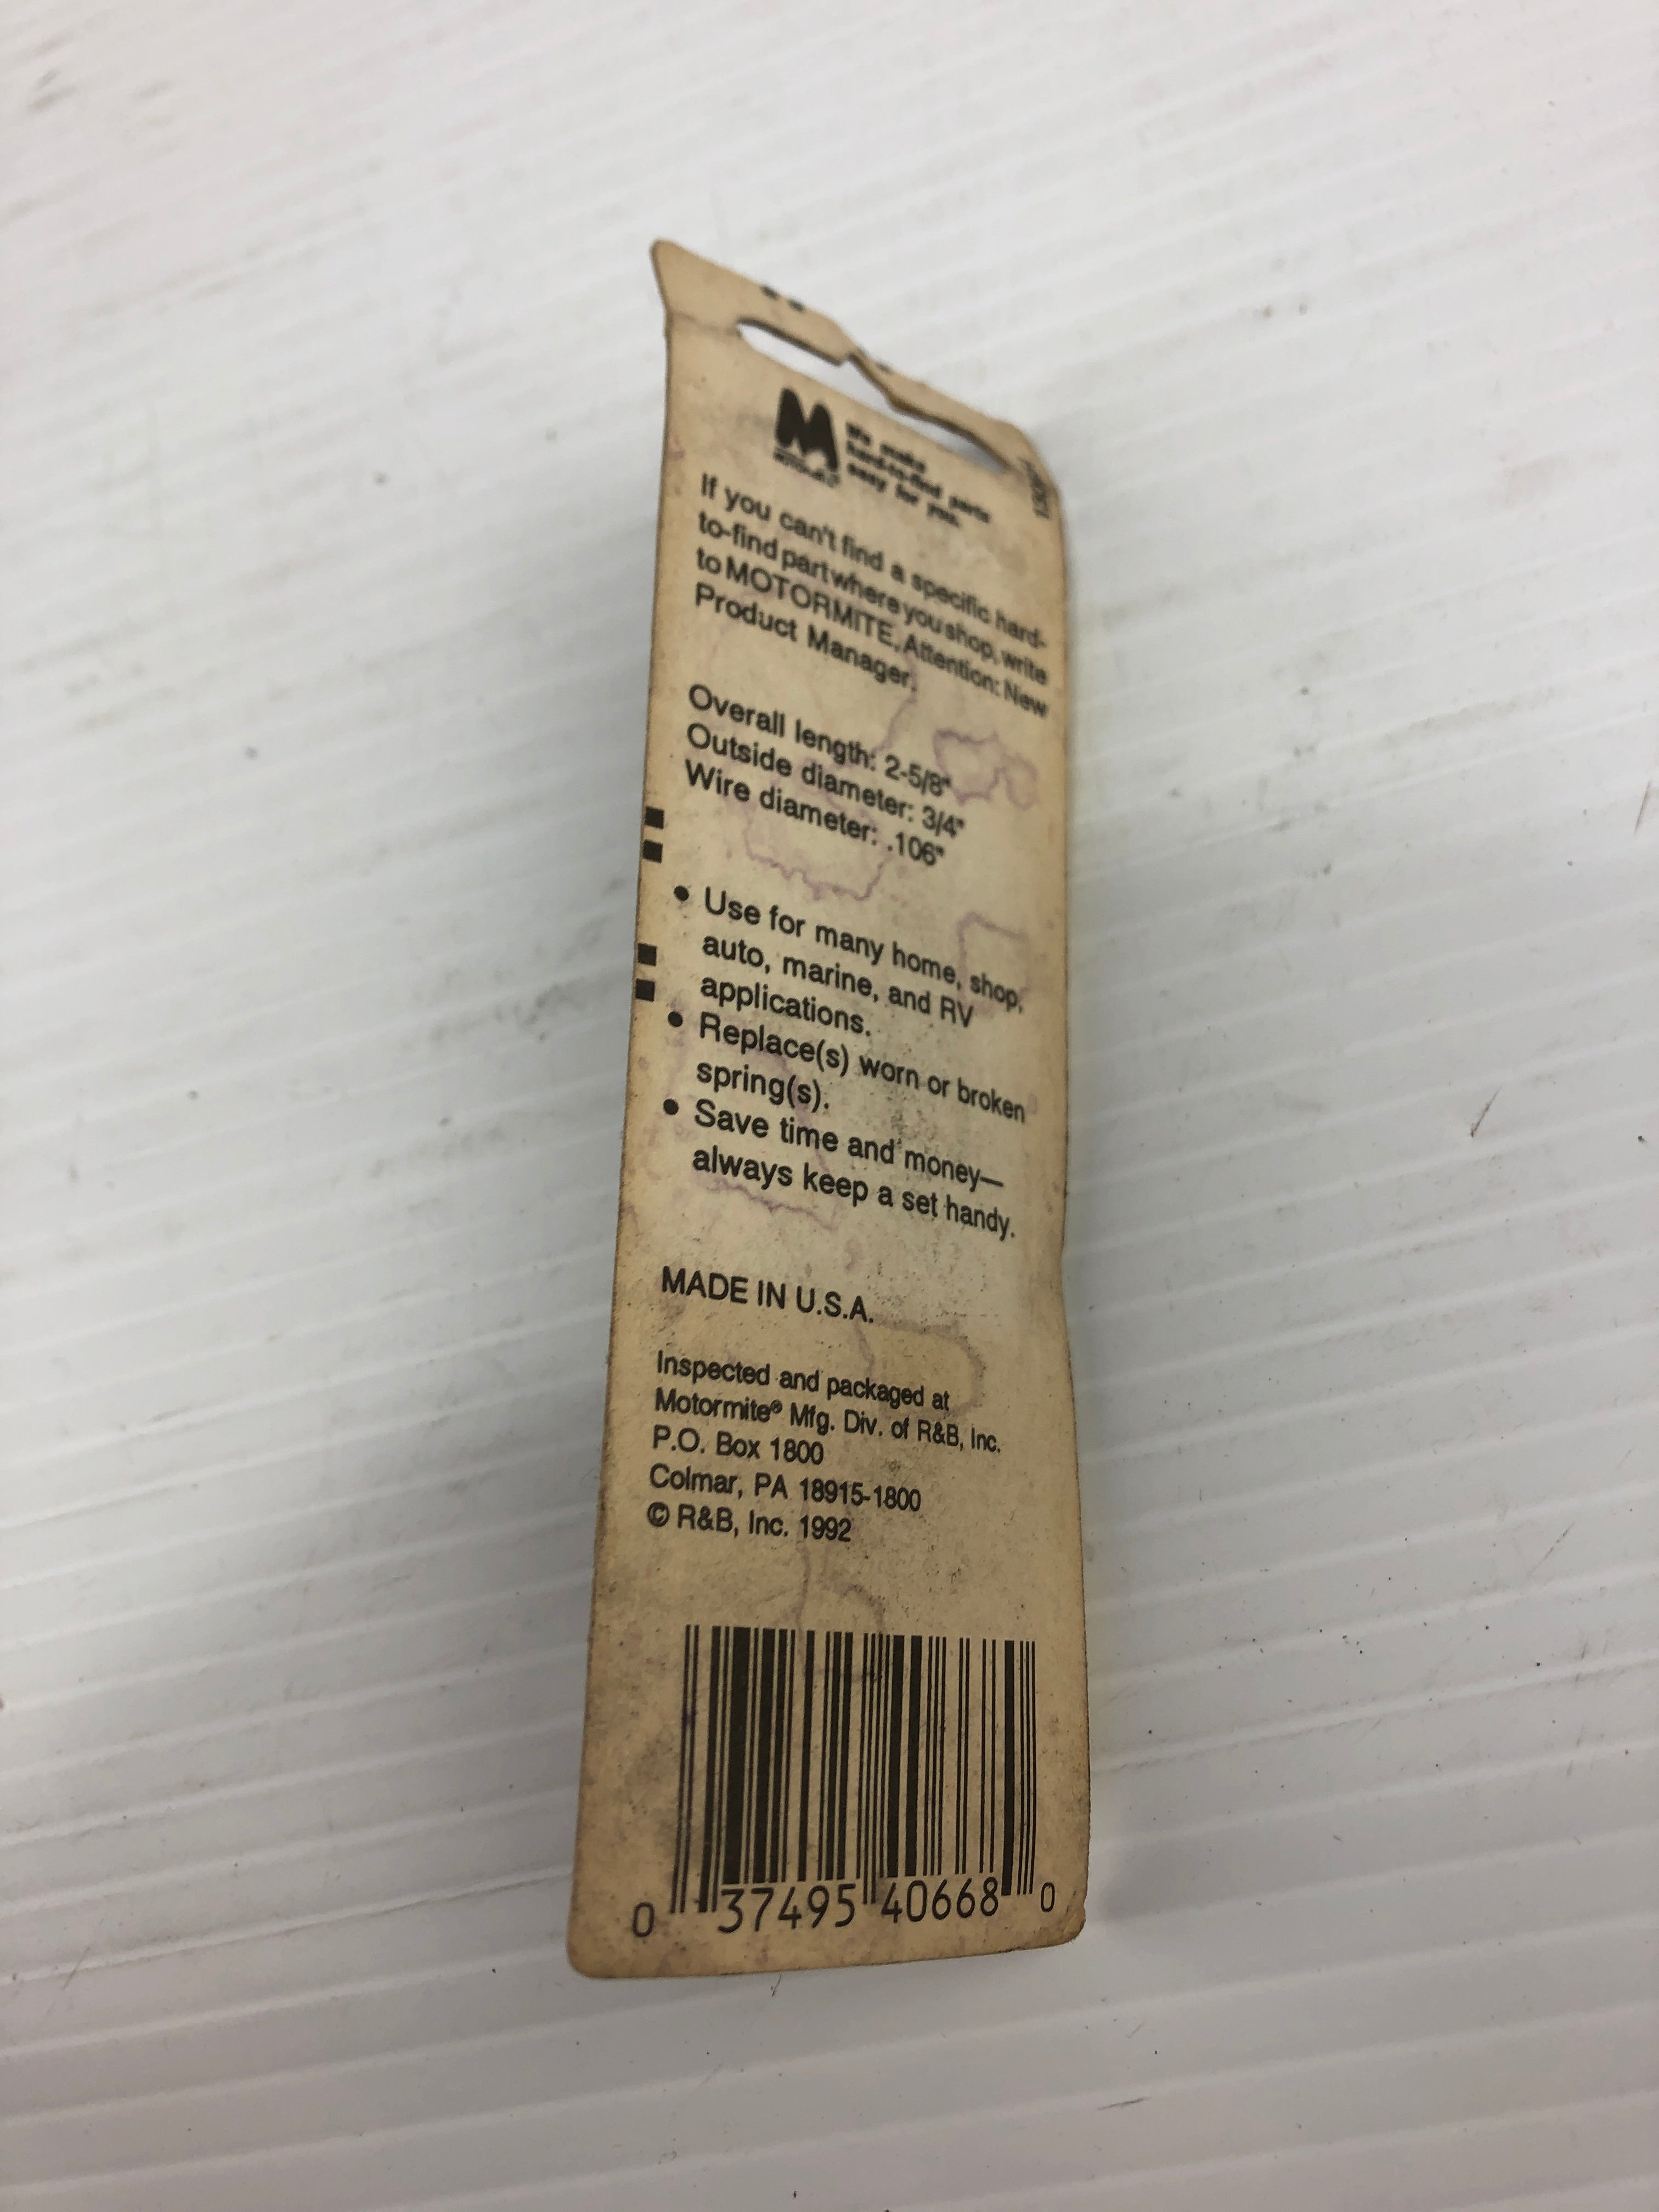 M
MOTORMITE
We make
hard-to-find parts
easy for you.
If you can't find a specific hard-
to-find part where you shop, write
to MOTORMITE, Attention: New
Product Manager.
Overall length: 2-5/8"
Outside diameter: 3/4"
Wire diameter: .106"
• Use for many home, shop,
auto, marine, and RV
applications.
• Replace(s) worn or broken
spring(s).
• Save time and money—
always keep a set handy.
MADE IN U.S.A.
Inspected and packaged at
Motormite® Mfg. Div. of R&B, Inc.
P.O. Box 1800
Colmar, PA 18915-1800
© R&B, Inc. 1992
0 37495 40668 0